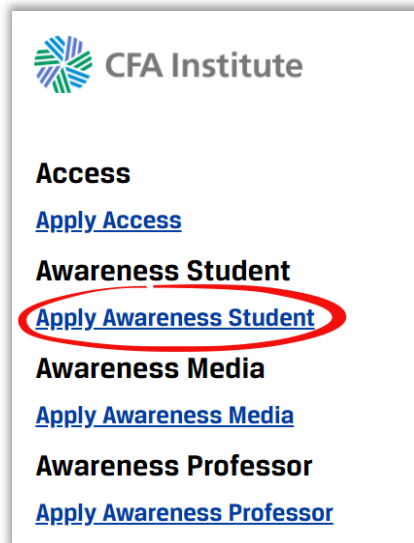 CFA Institute
Access
Apply Access
Awareness Student
Apply Awareness Student
Awareness Media
Apply Awareness Media
Awareness Professor
Apply Awareness Professor